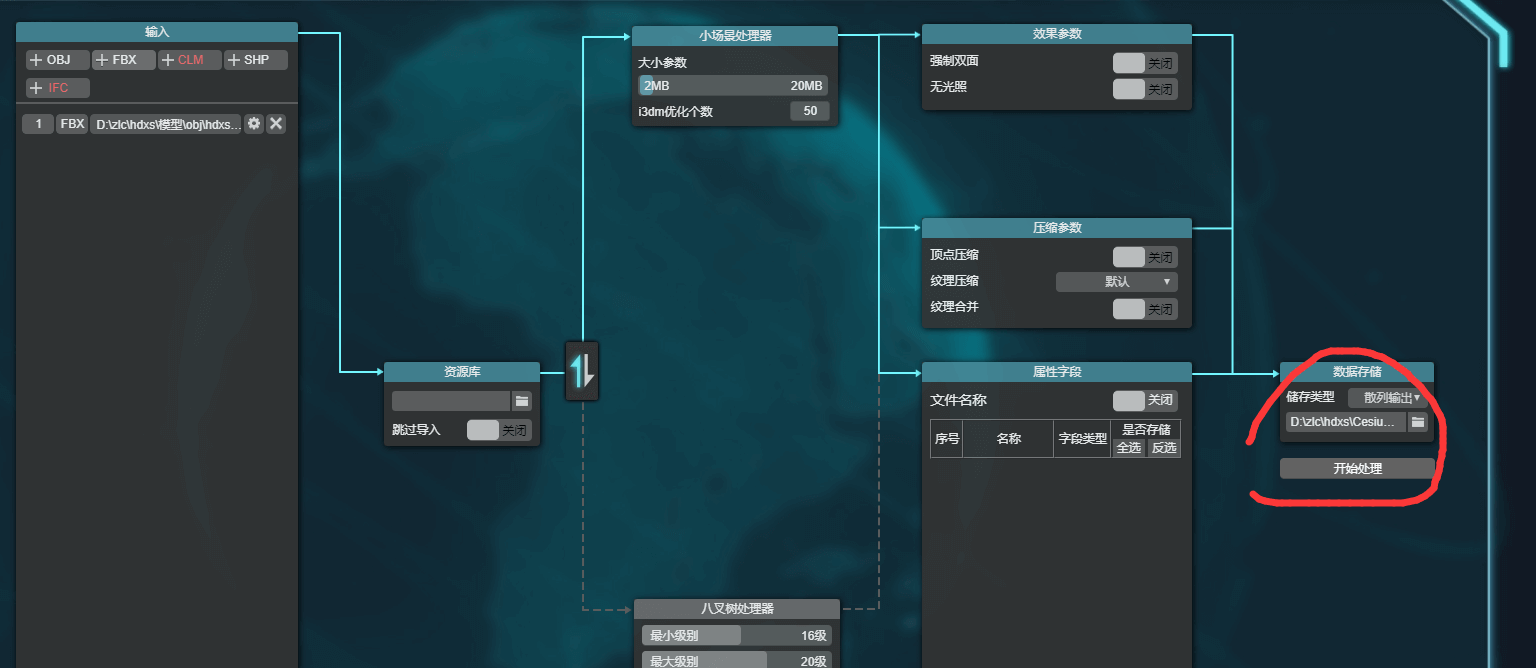 输入
OBJ FBX CLM SHP
IFC
1 FBX D:\zlc\hdxs\模型\obj\hdxs...
资源库
跳过导入 关闭
小场景处理器
大小参数
2MB 20MB
i3dm优化个数 50
八叉树处理器
最小级别 16级
最大级别 20级
效果参数
强制双面 关闭
无光照 关闭
压缩参数
顶点压缩 关闭
纹理压缩 默认
纹理合并 关闭
属性字段
文件名称 关闭
序号 名称 字段类型 是否存储
全选 反选
数据存储
储存类型 散列输出
D:\zlc\hdxs\Cesiu...
开始处理